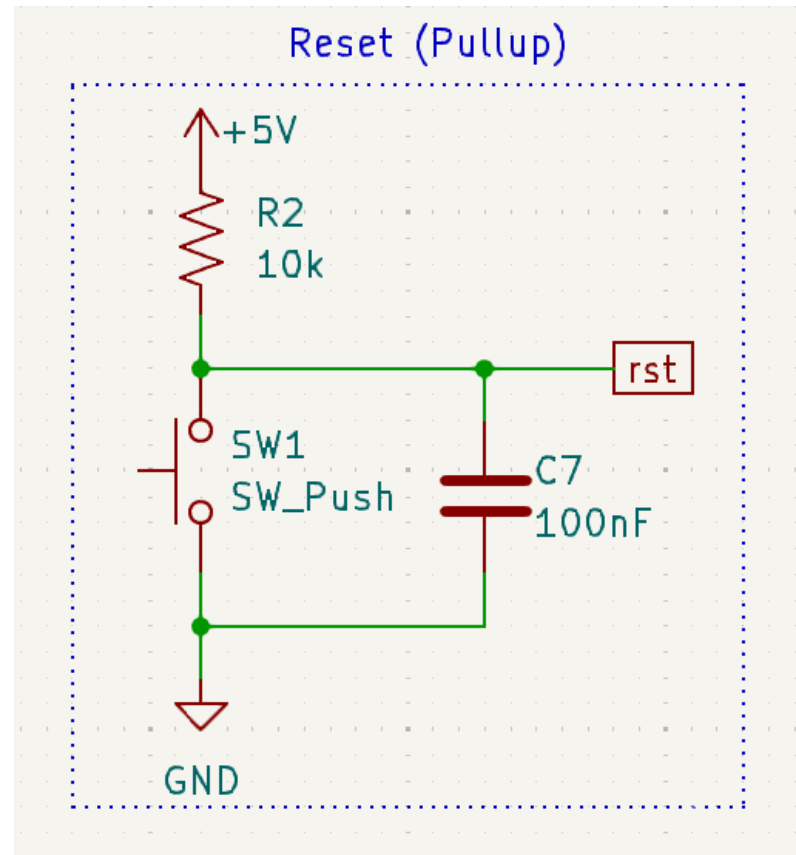 Reset (Pullup)
+5V
R2
10k
rst
SW1
SW_Push
C7
100nF
GND